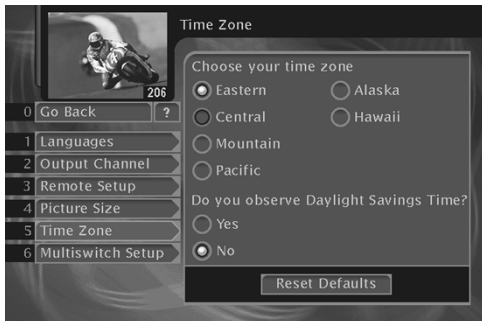 Time Zone
206
0 Go Back ?
1 Languages
2 Output Channel
3 Remote Setup
4 Picture Size
5 Time Zone
6 Multiswitch Setup
Choose your time zone
Eastern Alaska
Central Hawaii
Mountain
Pacific
Do you observe Daylight Savings Time?
Yes
No
Reset Defaults